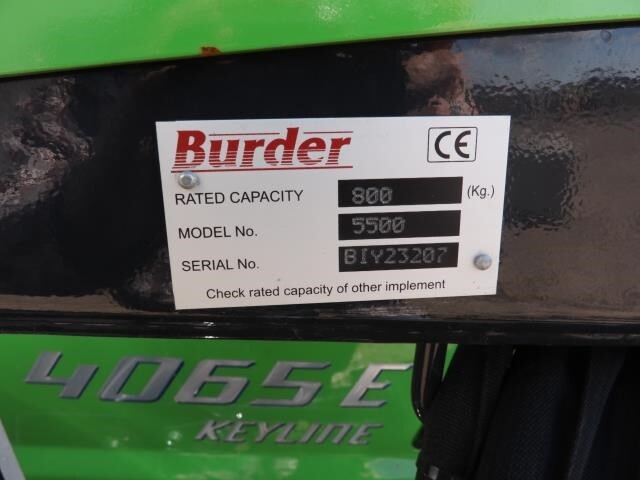 Burder CE
RATED CAPACITY 800 (Kg.)
MODEL No. 5500
SERIAL No. BIY23207
Check rated capacity of other implement
4065E
KEYLINE